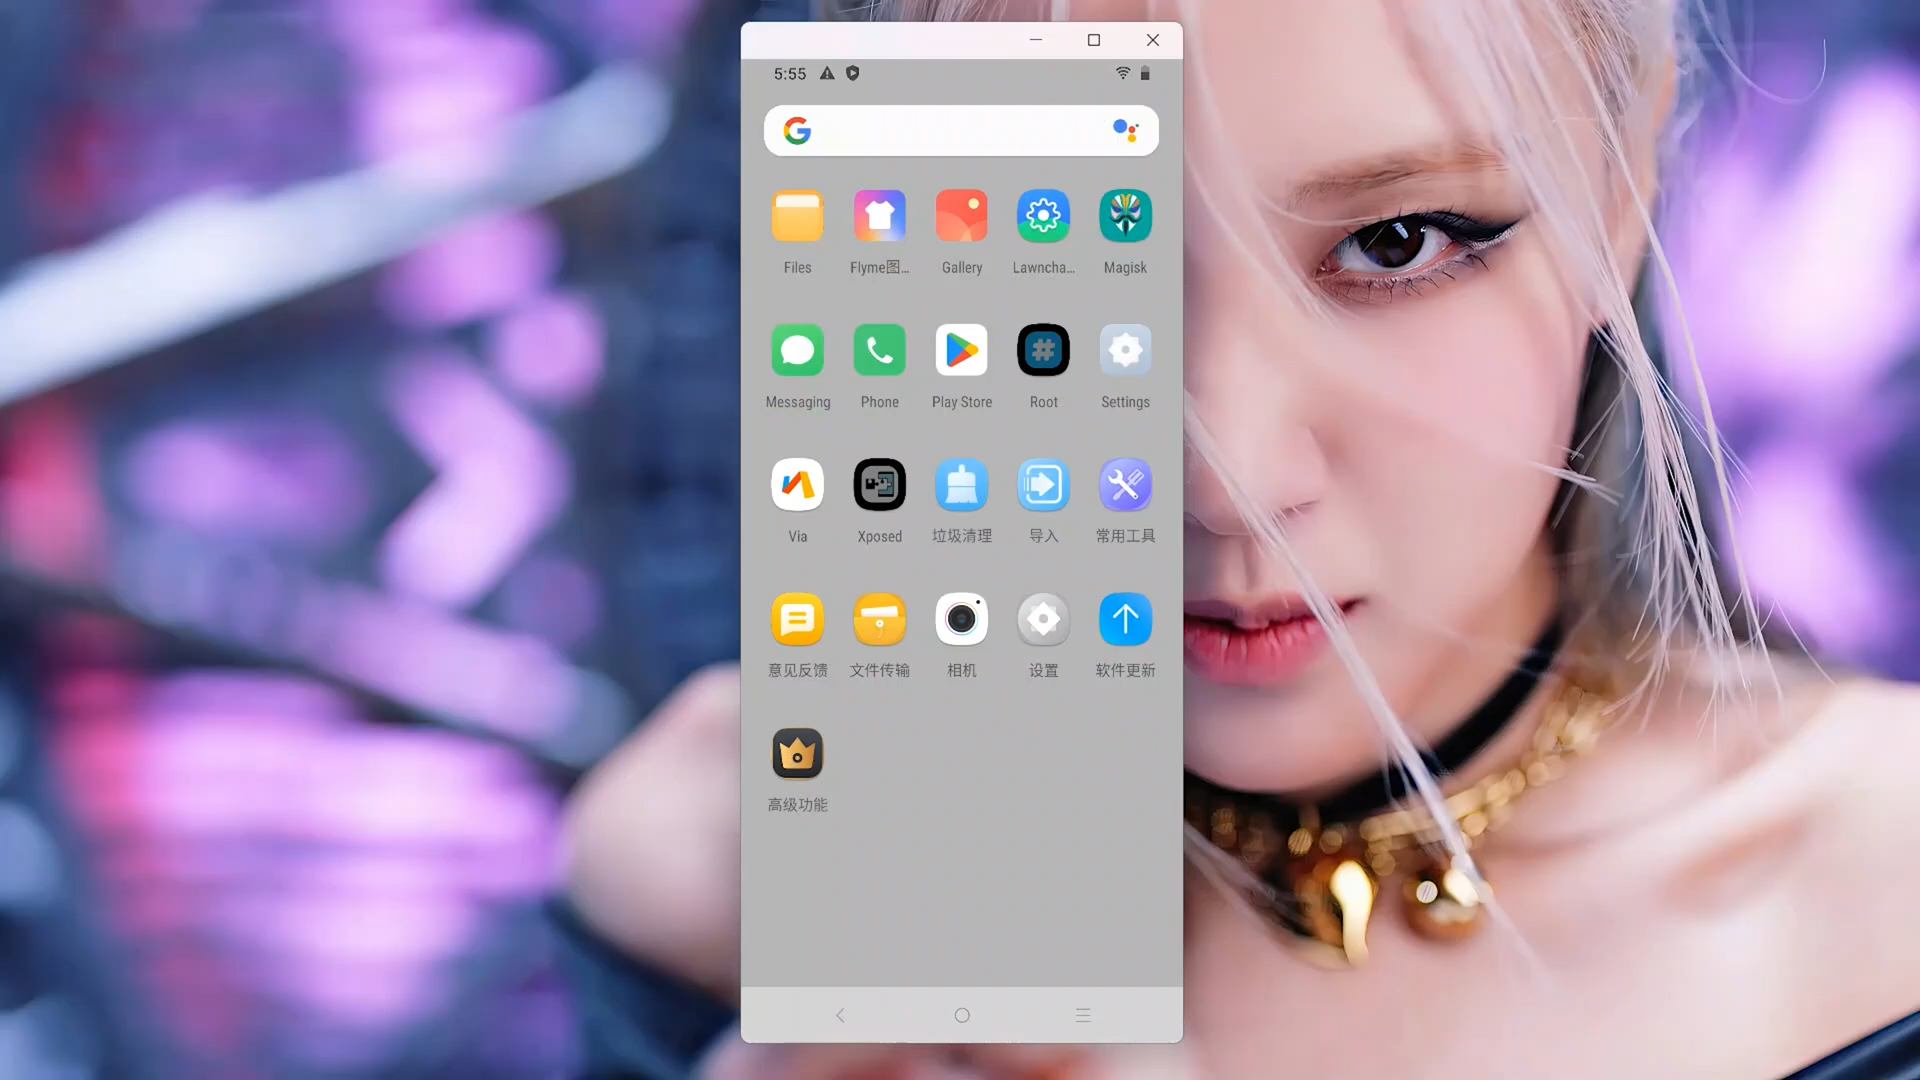 5:55
Files
Flyme图...
Gallery
Lawncha...
Magisk
Messaging
Phone
Play Store
Root
Settings
Via
Xposed
垃圾清理
导入
常用工具
意见反馈
文件传输
相机
设置
软件更新
高级功能